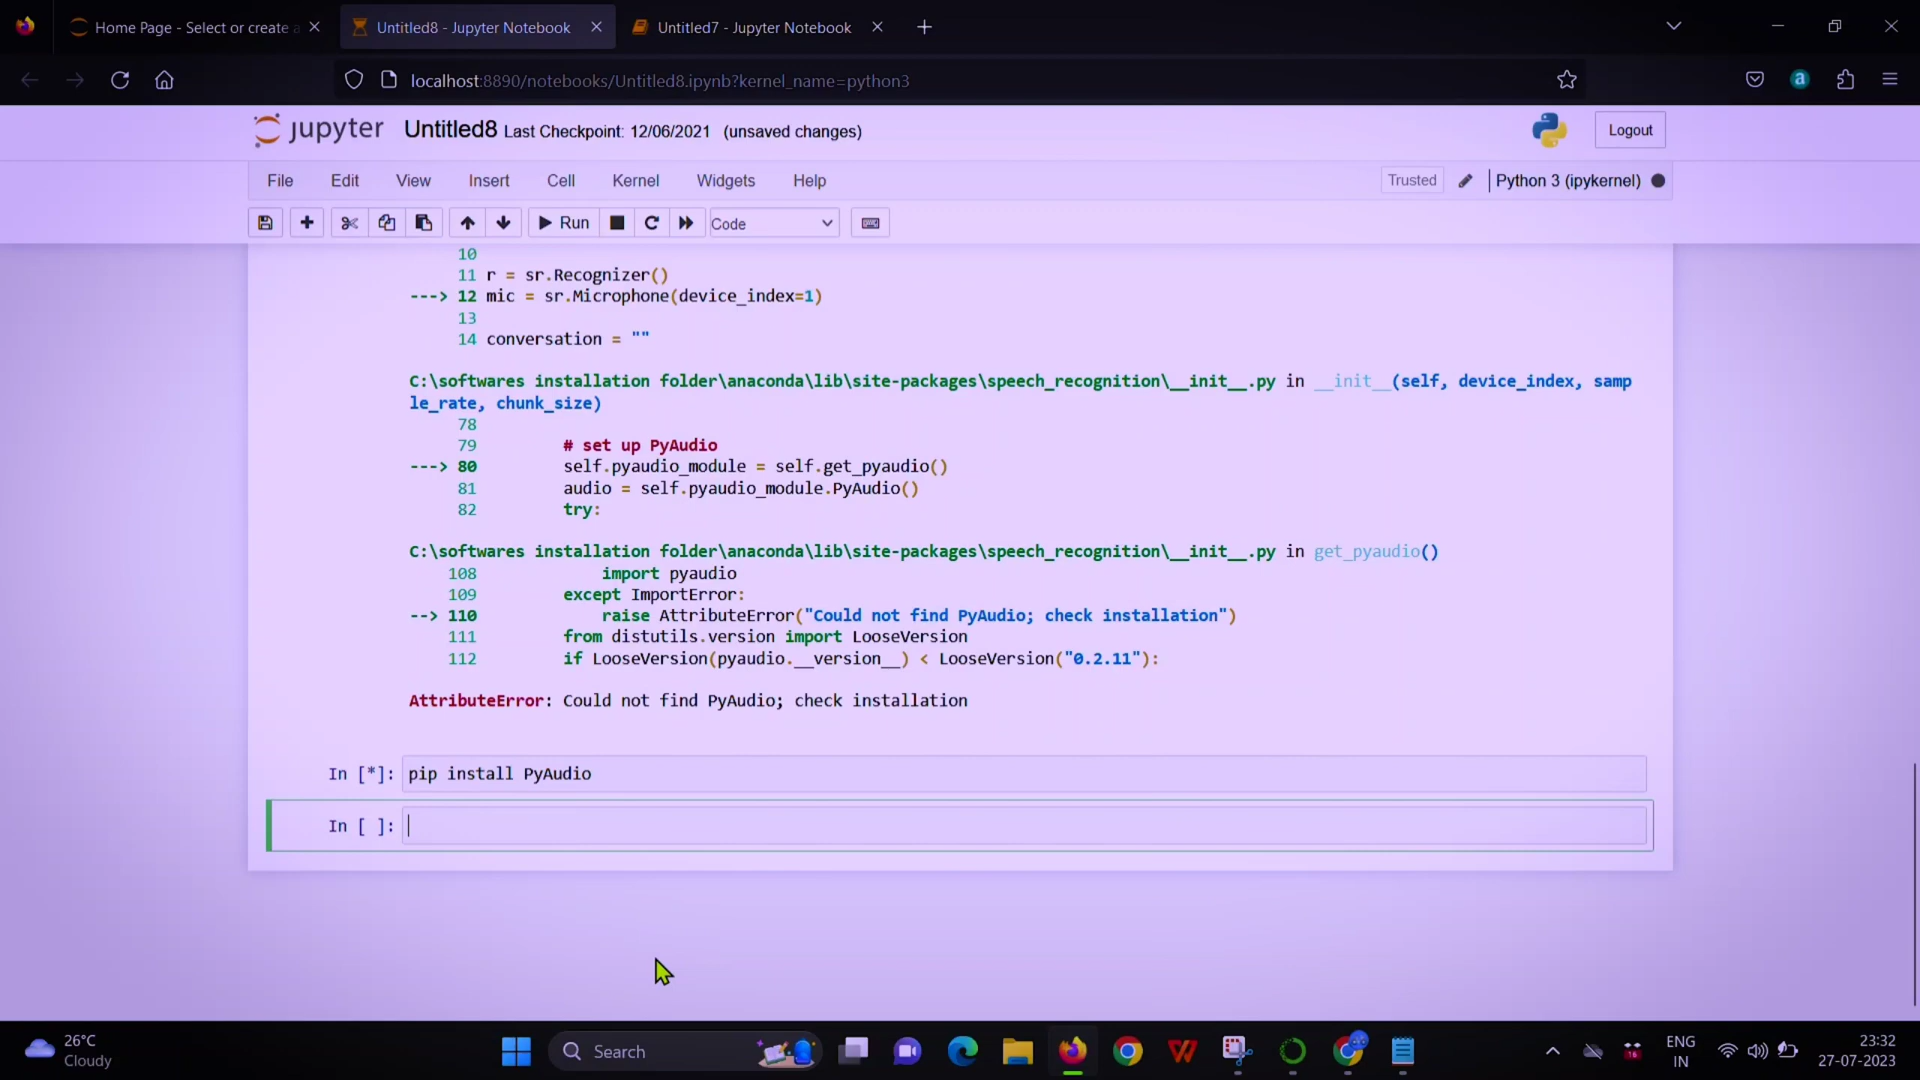 Home Page - Select or create a
Untitled8 - Jupyter Notebook
Untitled7 - Jupyter Notebook
localhost:8890/notebooks/Untitled8.ipynb?kernel_name=python3
jupyter Untitled8 Last Checkpoint: 12/06/2021 (unsaved changes)
Logout
File Edit View Insert Cell Kernel Widgets Help
Trusted Python 3 (ipykernel)
Run Code
10
11 r = sr.Recognizer()
---> 12 mic = sr.Microphone(device_index=1)
13
14 conversation = ""
C:\softwares installation folder\anaconda\lib\site-packages\speech_recognition\__init__.py in __init__(self, device_index, samp
le_rate, chunk_size)
78
79 # set up PyAudio
---> 80 self.pyaudio_module = self.get_pyaudio()
81 audio = self.pyaudio_module.PyAudio()
82 try:
C:\softwares installation folder\anaconda\lib\site-packages\speech_recognition\__init__.py in get_pyaudio()
108 import pyaudio
109 except ImportError:
--> 110 raise AttributeError("Could not find PyAudio; check installation")
111 from distutils.version import LooseVersion
112 if LooseVersion(pyaudio.__version__) < LooseVersion("0.2.11"):
AttributeError: Could not find PyAudio; check installation
In [*]: pip install PyAudio
In [ ]:
26°C
Cloudy
Search
16
ENG
IN
23:32
27-07-2023